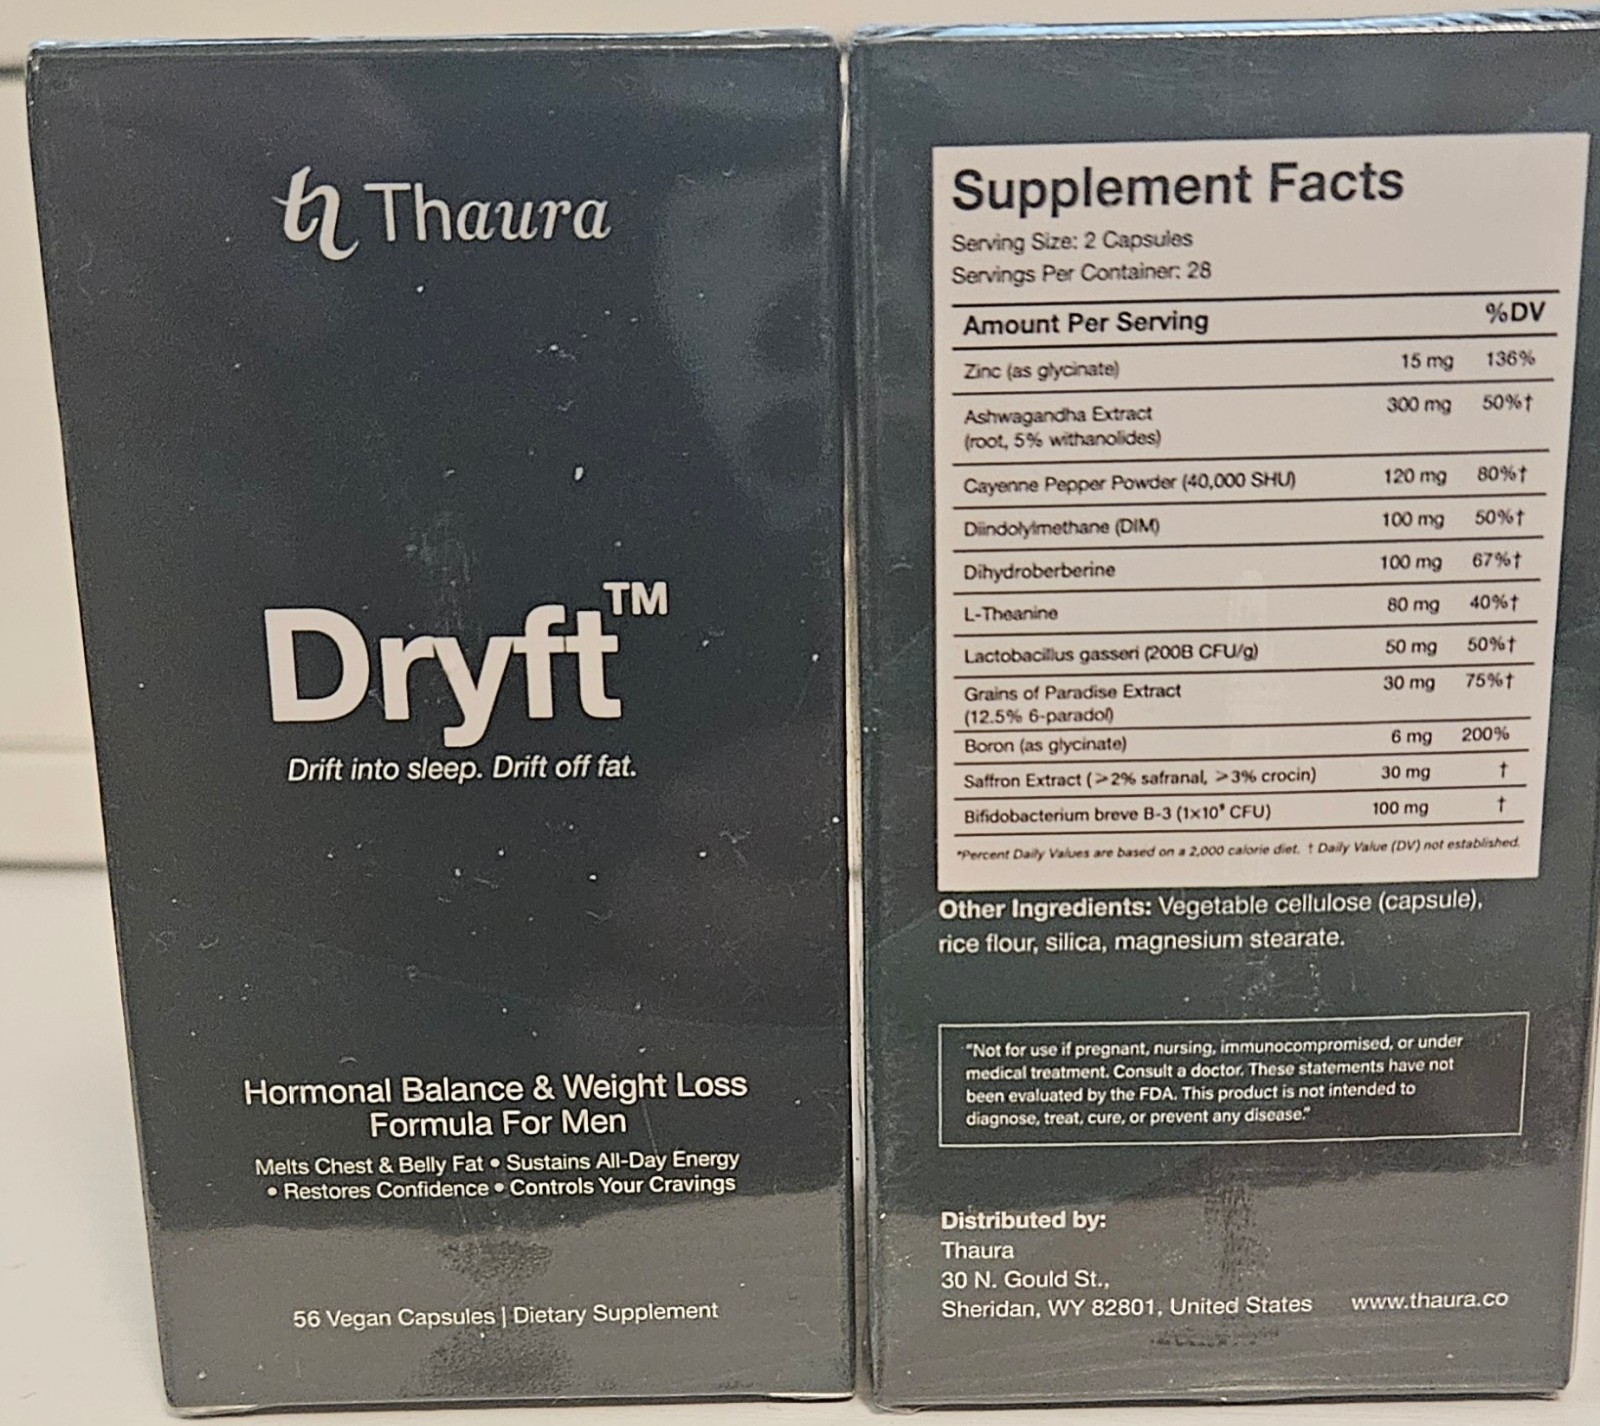 Thaura
Dryft™
Drift into sleep. Drift off fat.
Hormonal Balance & Weight Loss
Formula For Men
Melts Chest & Belly Fat • Sustains All-Day Energy
• Restores Confidence • Controls Your Cravings
56 Vegan Capsules | Dietary Supplement
Supplement Facts
Serving Size: 2 Capsules
Servings Per Container: 28
Amount Per Serving %DV
Zinc (as glycinate) 15 mg 136%
Ashwagandha Extract 300 mg 50%†
(root, 5% withanolides)
Cayenne Pepper Powder (40,000 SHU) 120 mg 80%†
Diindolylmethane (DIM) 100 mg 50%†
Dihydroberberine 100 mg 67%†
L-Theanine 80 mg 40%†
Lactobacillus gasseri (200B CFU/g) 50 mg 50%†
Grains of Paradise Extract 30 mg 75%†
(12.5% 6-paradol)
Boron (as glycinate) 6 mg 200%
Saffron Extract (>2% safranal, >3% crocin) 30 mg †
Bifidobacterium breve B-3 (1×10⁹ CFU) 100 mg †
*Percent Daily Values are based on a 2,000 calorie diet. † Daily Value (DV) not established.
Other Ingredients: Vegetable cellulose (capsule),
rice flour, silica, magnesium stearate.
"Not for use if pregnant, nursing, immunocompromised, or under
medical treatment. Consult a doctor. These statements have not
been evaluated by the FDA. This product is not intended to
diagnose, treat, cure, or prevent any disease."
Distributed by:
Thaura
30 N. Gould St.,
Sheridan, WY 82801, United States www.thaura.co